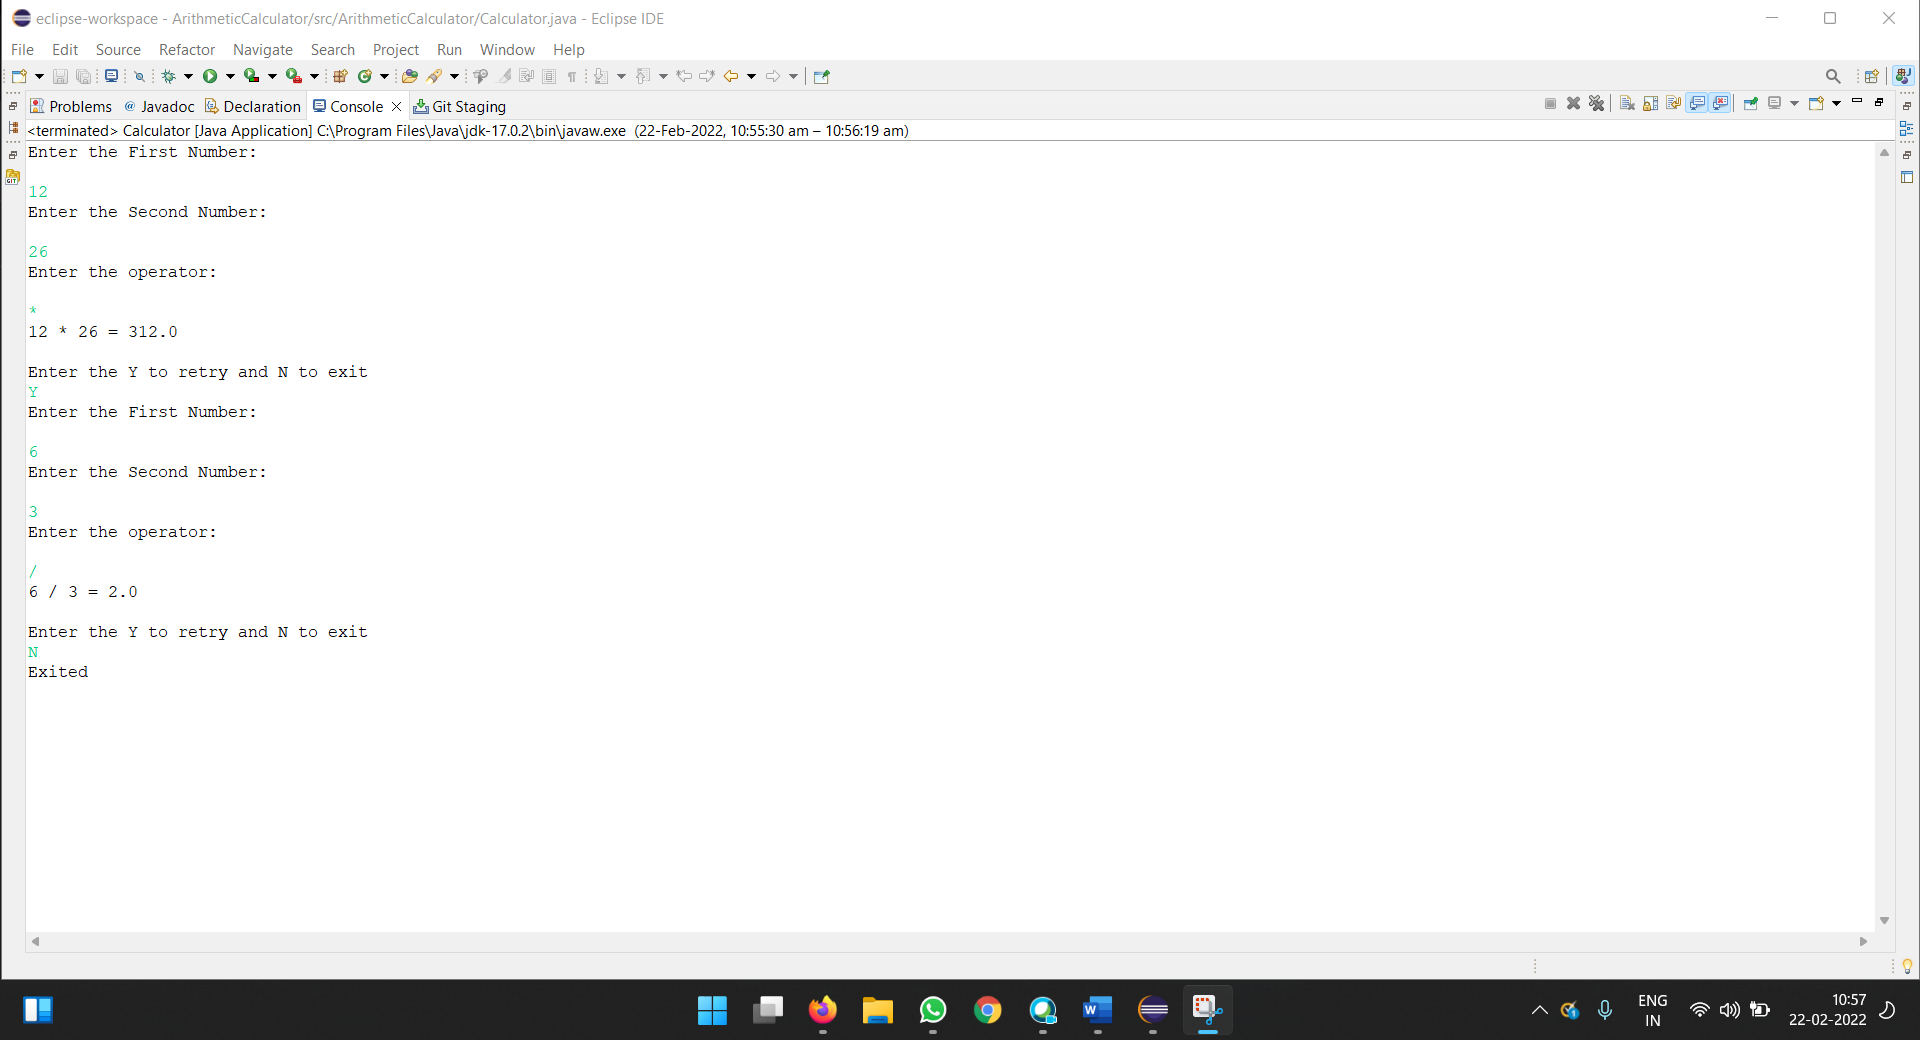 eclipse-workspace - ArithmeticCalculator/src/ArithmeticCalculator/Calculator.java - Eclipse IDE
File Edit Source Refactor Navigate Search Project Run Window Help
Problems @ Javadoc Declaration Console Git Staging
<terminated> Calculator [Java Application] C:\Program Files\Java\jdk-17.0.2\bin\javaw.exe (22-Feb-2022, 10:55:30 am – 10:56:19 am)
Enter the First Number:
12
Enter the Second Number:
26
Enter the operator:
*
12 * 26 = 312.0
Enter the Y to retry and N to exit
Y
Enter the First Number:
6
Enter the Second Number:
3
Enter the operator:
/
6 / 3 = 2.0
Enter the Y to retry and N to exit
N
Exited
ENG
IN
10:57
22-02-2022